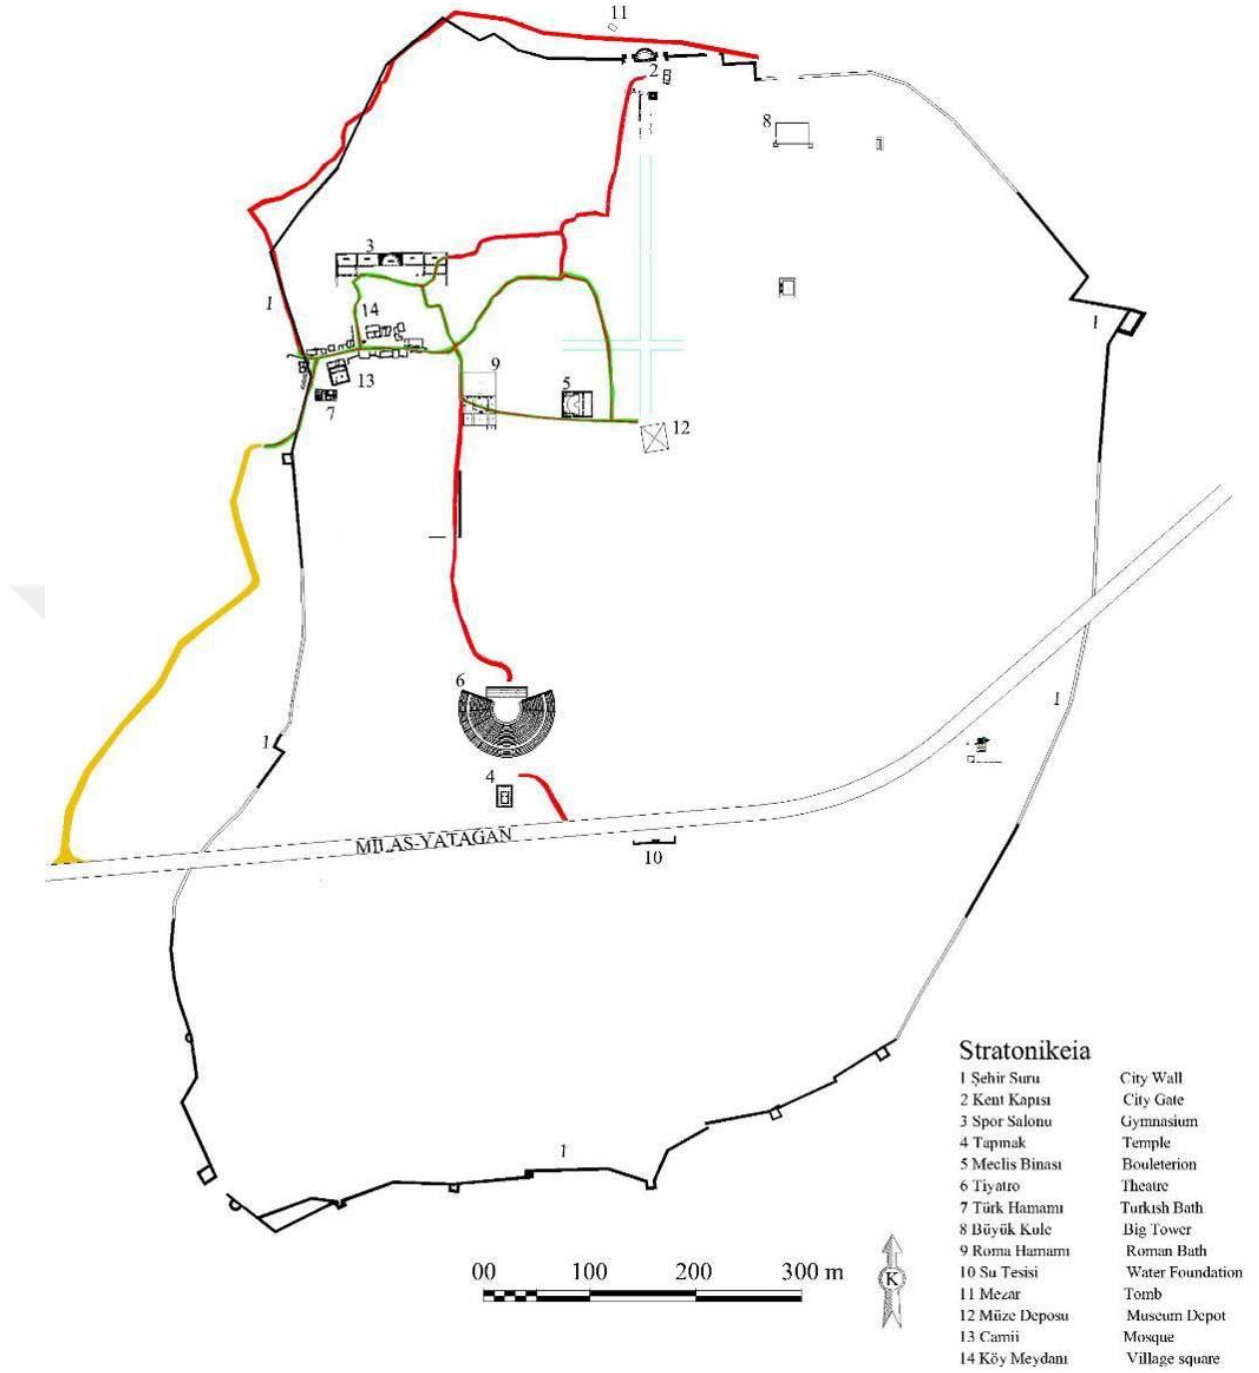 11
2
8
3
1
14
1
9
13
5
7
12
6
1
1
4
MILAS-YATAGAN
10
1
Stratonikeia
1 Şehir Suru City Wall
2 Kent Kapısı City Gate
3 Spor Salonu Gymnasium
4 Tapınak Temple
5 Meclis Binası Bouleterion
6 Tiyatro Theatre
7 Türk Hamamı Turkish Bath
8 Büyük Kule Big Tower
9 Roma Hamamı Roman Bath
10 Su Tesisi Water Foundation
11 Mezar Tomb
12 Müze Deposu Museum Depot
13 Camii Mosque
14 Köy Meydanı Village square
00 100 200 300 m
K